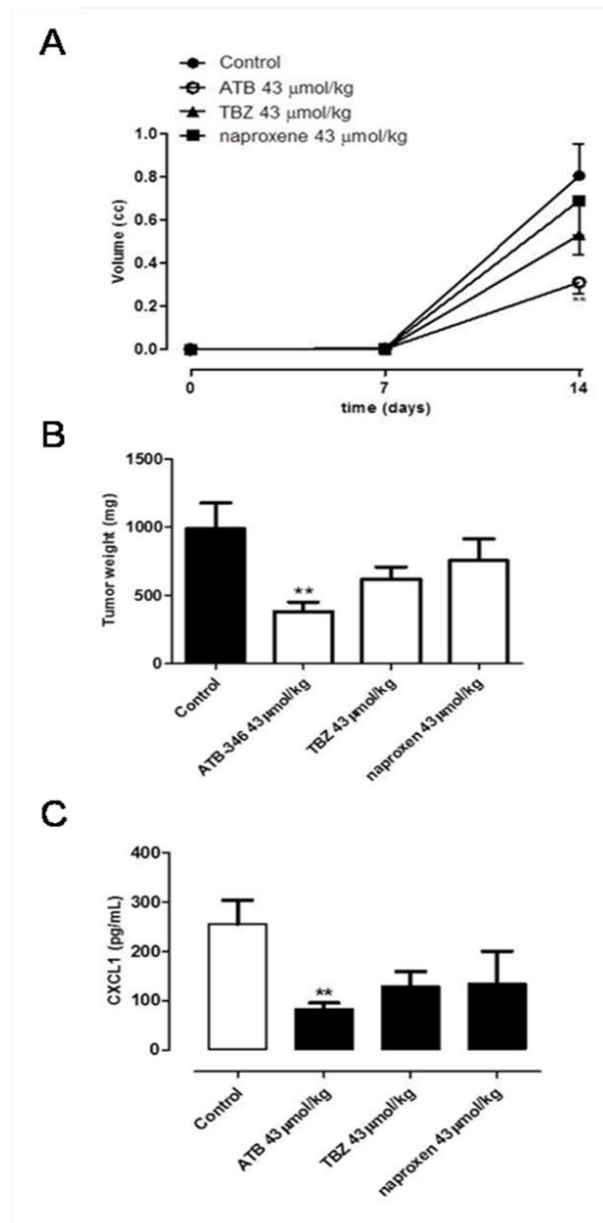 A
Control
ATB 43 μmol/kg
TBZ 43 μmol/kg
naproxene 43 μmol/kg
1.0
0.8
0.6
0.4
0.2
0.0
Volume (cc)
**
0 7 14
time (days)
B
1500
1000
500
0
Tumor weight (mg)
**
Control
ATB-346 43 μmol/kg
TBZ 43 μmol/kg
naproxen 43 μmol/kg
C
400
300
200
100
0
CXCL1 (pg/mL)
**
Control
ATB 43 μmol/kg
TBZ 43 μmol/kg
naproxen 43 μmol/kg